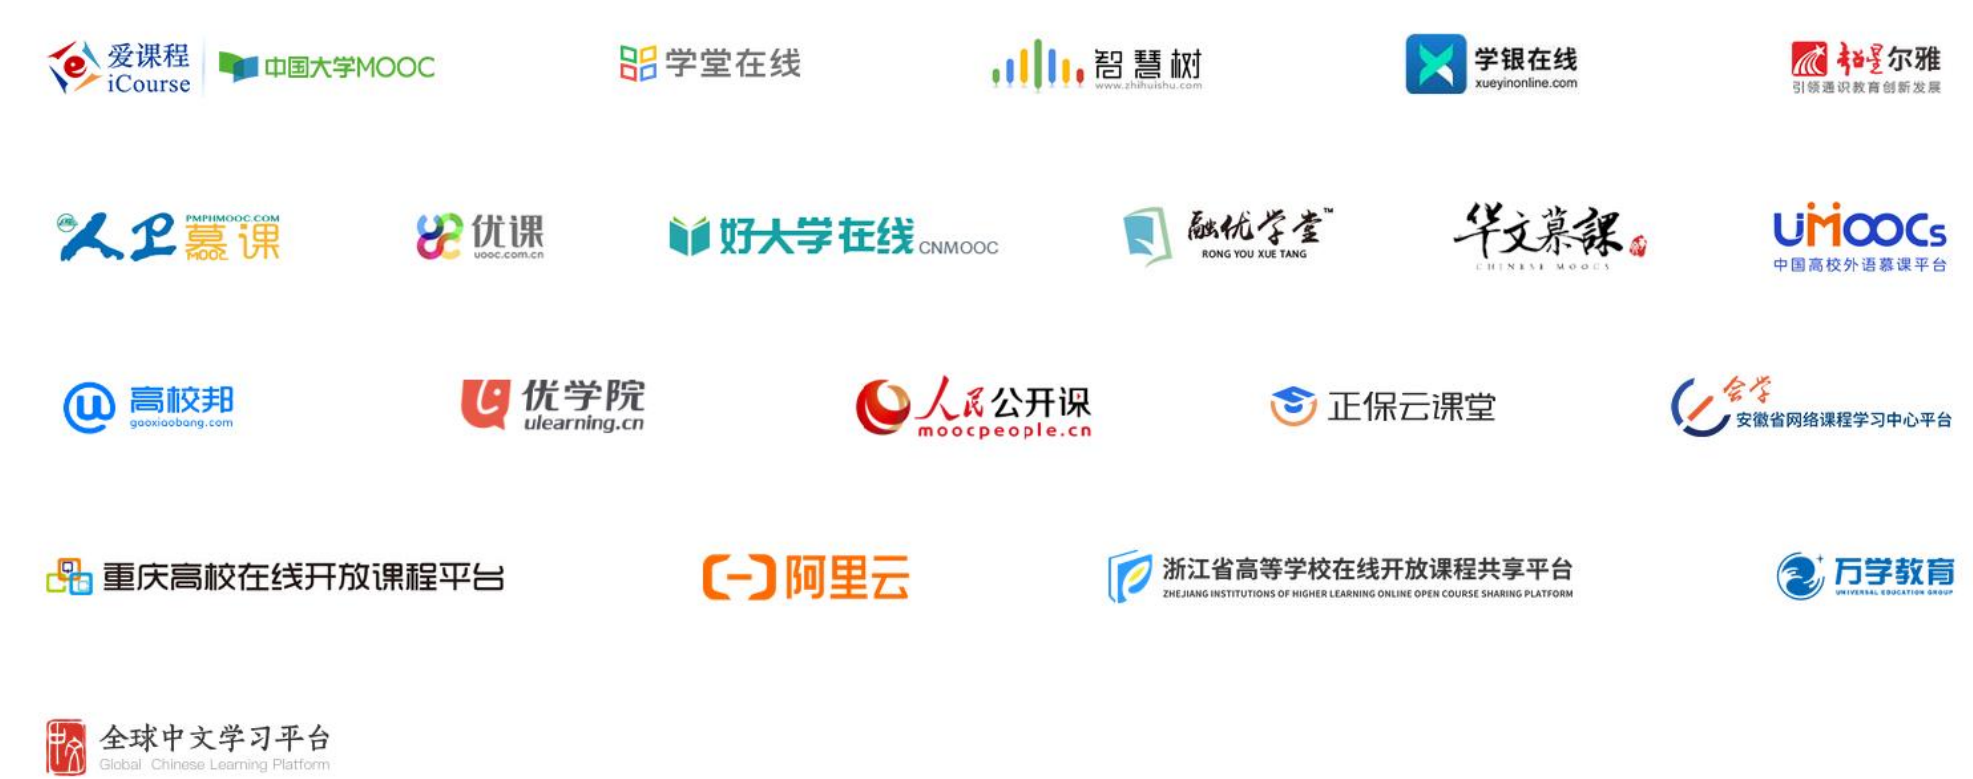 爱课程
iCourse
中国大学MOOC
学堂在线
智慧树
www.zhihuishu.com
学银在线
xueyinonline.com
超星尔雅
引领通识教育创新发展
人卫慕课
PMPHMOOC.COM
MOOC
优课
uooc.com.cn
好大学在线
CNMOOC
融优学堂™
RONG YOU XUE TANG
华文慕課
CHINESE MOOCS
UMOOCs
中国高校外语慕课平台
高校邦
gaoxiaobang.com
优学院
ulearning.cn
人民公开课
moocpeople.cn
正保云课堂
会学
安徽省网络课程学习中心平台
重庆高校在线开放课程平台
阿里云
浙江省高等学校在线开放课程共享平台
ZHEJIANG INSTITUTIONS OF HIGHER LEARNING ONLINE OPEN COURSE SHARING PLATFORM
万学教育
UNIVERSAL EDUCATION GROUP
中文
全球中文学习平台
Global Chinese Learning Platform